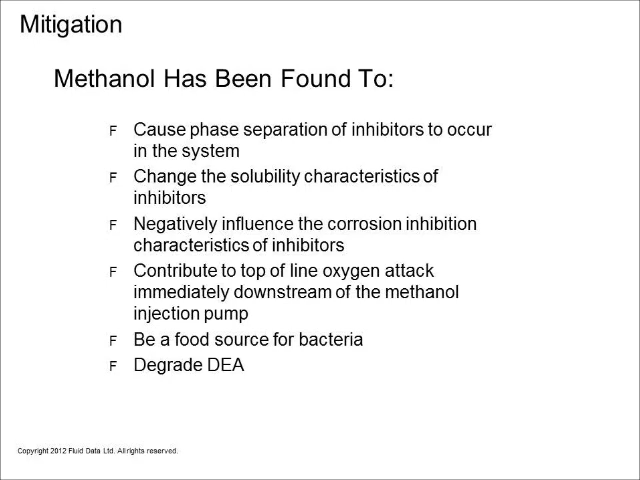 Mitigation
Methanol Has Been Found To:
F Cause phase separation of inhibitors to occur
in the system
F Change the solubility characteristics of
inhibitors
F Negatively influence the corrosion inhibition
characteristics of inhibitors
F Contribute to top of line oxygen attack
immediately downstream of the methanol
injection pump
F Be a food source for bacteria
F Degrade DEA
Copyright 2012 Fluid Data Ltd. All rights reserved.